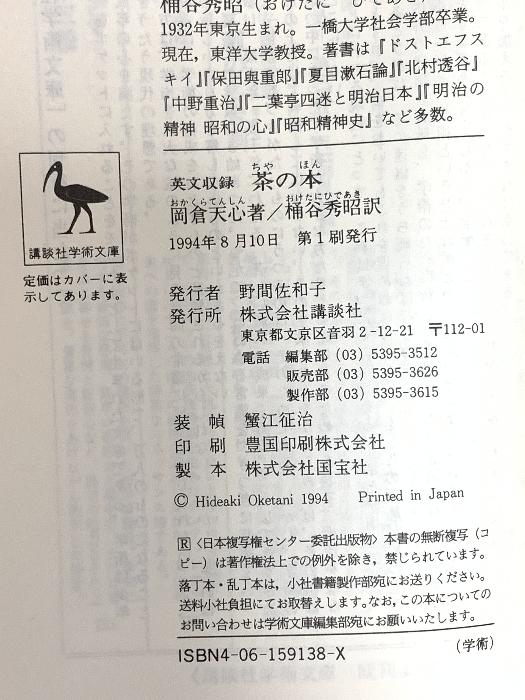 桶谷秀昭（おけたに　ひであき）
1932年東京生まれ。一橋大学社会学部卒業。
現在，東洋大学教授。著書は『ドストエフス
キイ』『保田與重郎』『夏目漱石論』『北村透谷』
『中野重治』『二葉亭四迷と明治日本』『明治の
精神 昭和の心』『昭和精神史』など多数。
講談社学術文庫
定価はカバーに表
示してあります。
ちや　ほん
英文収録　茶の本
おかくらてんしん　おけたにひであき
岡倉天心著／桶谷秀昭訳
1994年8月10日　第1刷発行
発行者　野間佐和子
発行所　株式会社講談社
東京都文京区音羽2-12-21　〒112-01
電話　編集部（03）5395-3512
販売部（03）5395-3626
製作部（03）5395-3615
装　幀　蟹江征治
印　刷　豊国印刷株式会社
製　本　株式会社国宝社
© Hideaki Oketani 1994　Printed in Japan
R〈日本複写権センター委託出版物〉本書の無断複写（コ
ピー）は著作権法上での例外を除き，禁じられています。
落丁本・乱丁本は，小社書籍製作部宛にお送りください。
送料小社負担にてお取替えします。なお，この本についての
お問い合わせは学術文庫編集部宛にお願いいたします。
ISBN4-06-159138-X
（学術）